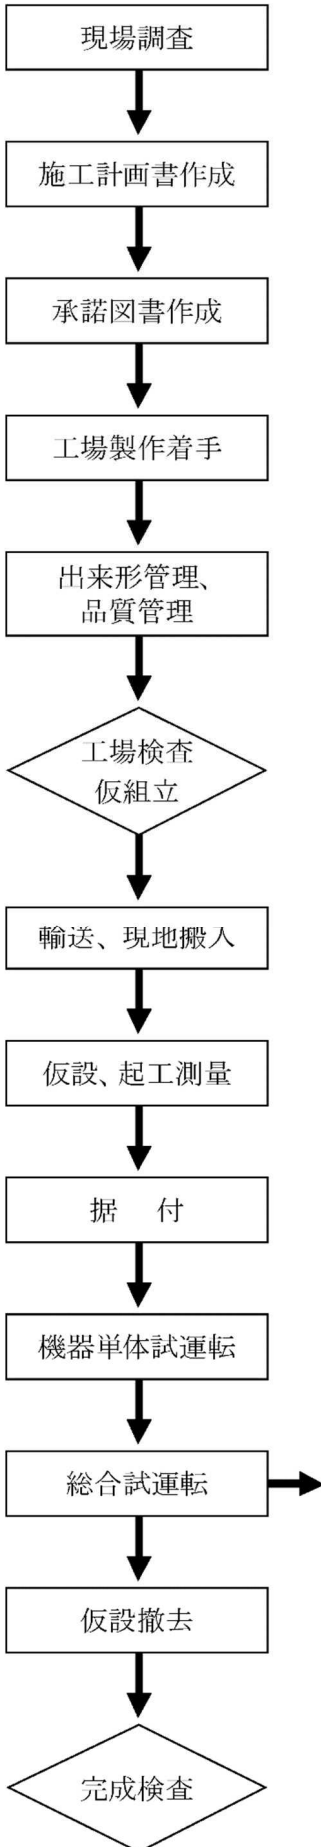 現場調査
施工計画書作成
承諾図書作成
工場製作着手
出来形管理、
品質管理
工場検査
仮組立
輸送、現地搬入
仮設、起工測量
据　付
機器単体試運転
総合試運転
仮設撤去
完成検査